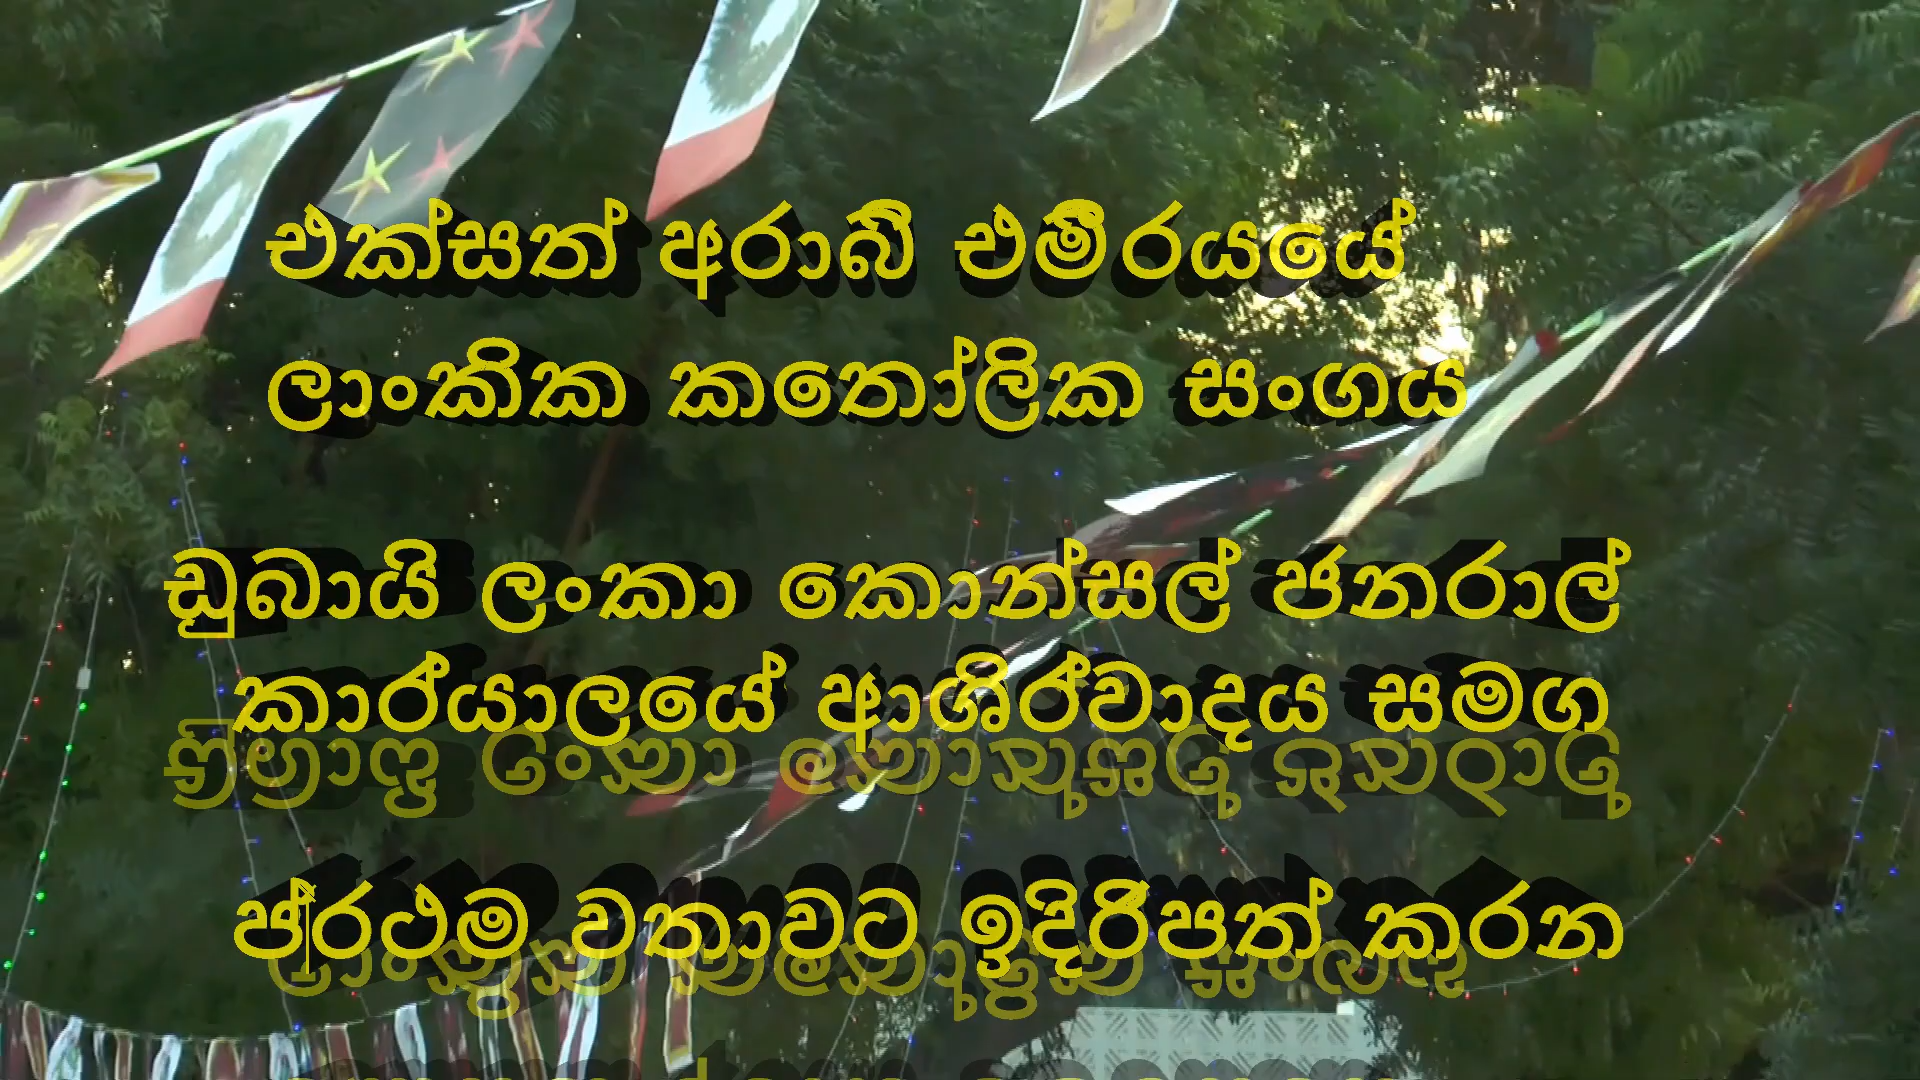 එක්සත් අරාබි එමිරයයේ
ලාංකික කතෝලික සංගය
ඩුබායි ලංකා කොන්සල් ජනරාල්
කාර්යාලයේ ආශිර්වාදය සමග
ප්‍රථම වතාවට ඉදිරිපත් කරන